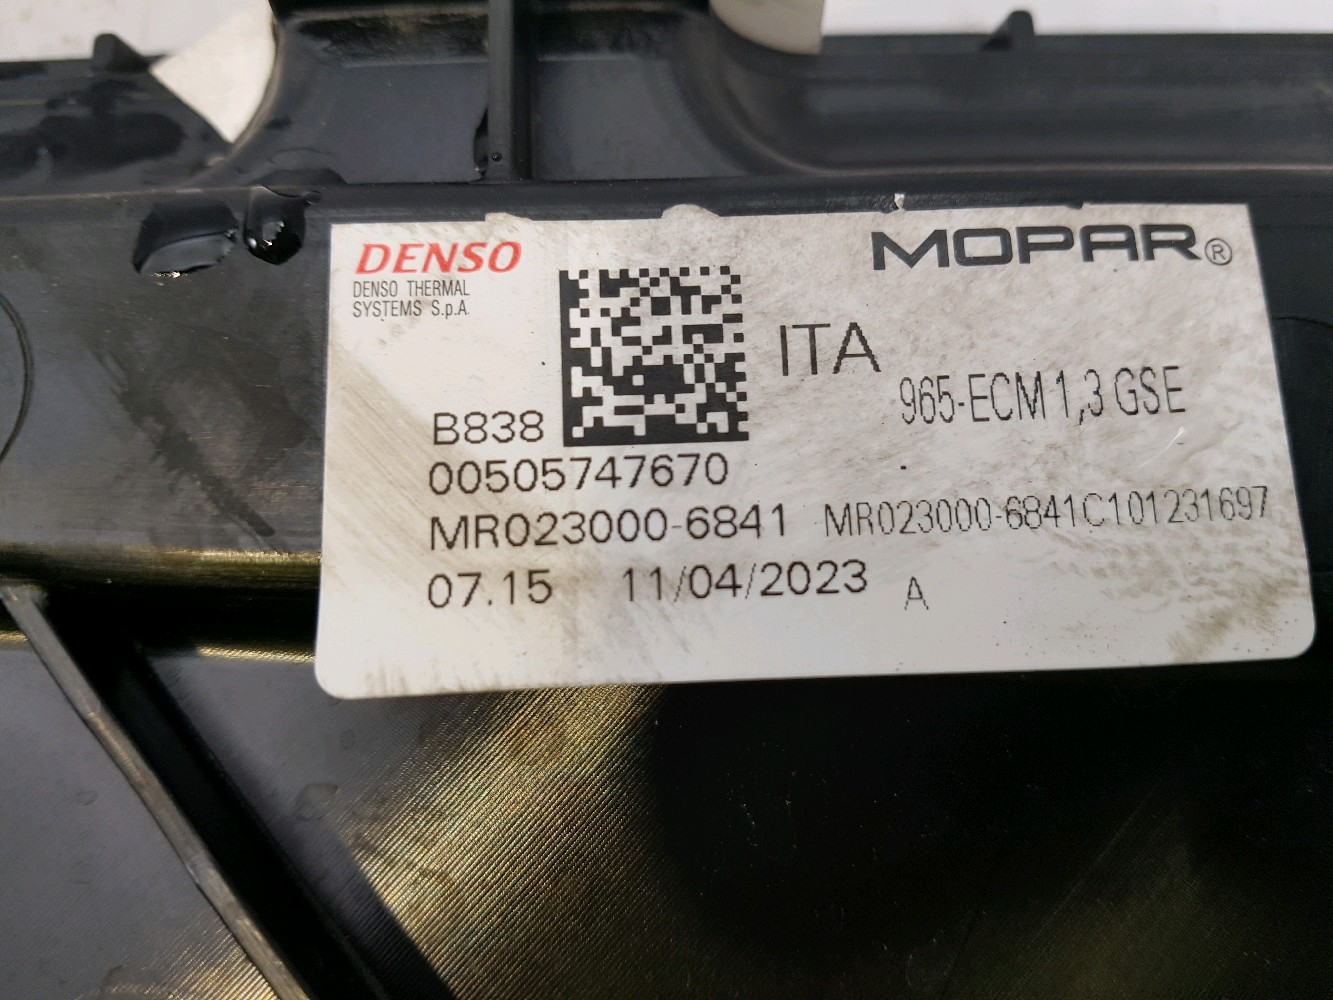 DENSO
DENSO THERMAL
SYSTEMS S.p.A.
MOPAR®
ITA
965-ECM 1,3 GSE
B838
00505747670
MR023000-6841 MR023000-6841C101231697
07.15 11/04/2023 A